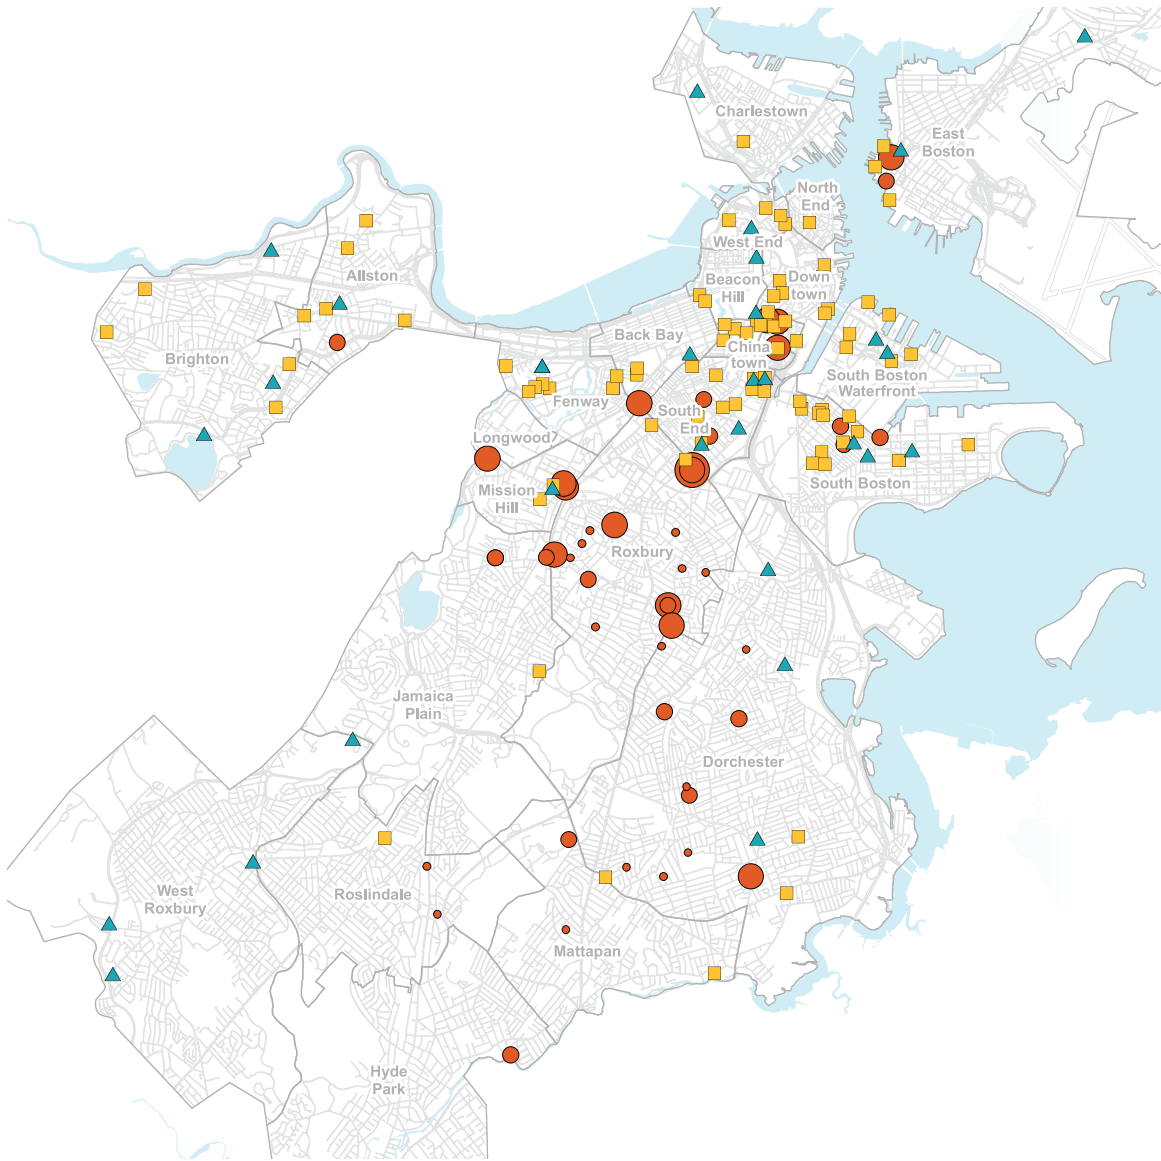 Charlestown
East
Boston
North
End
West End
Allston
Beacon
Hill
Down
town
Back Bay
China
town
Brighton
South Boston
Waterfront
Fenway
South
End
Longwood
Mission
Hill
South Boston
Roxbury
Jamaica
Plain
Dorchester
West
Roxbury
Roslindale
Mattapan
Hyde
Park